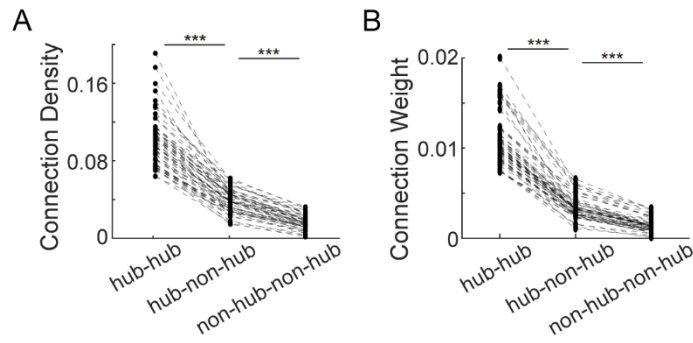 A
Connection Density
0.16
0.08
0
***
***
hub-hub
hub-non-hub
non-hub-non-hub
B
Connection Weight
0.02
0.01
0
***
***
hub-hub
hub-non-hub
non-hub-non-hub